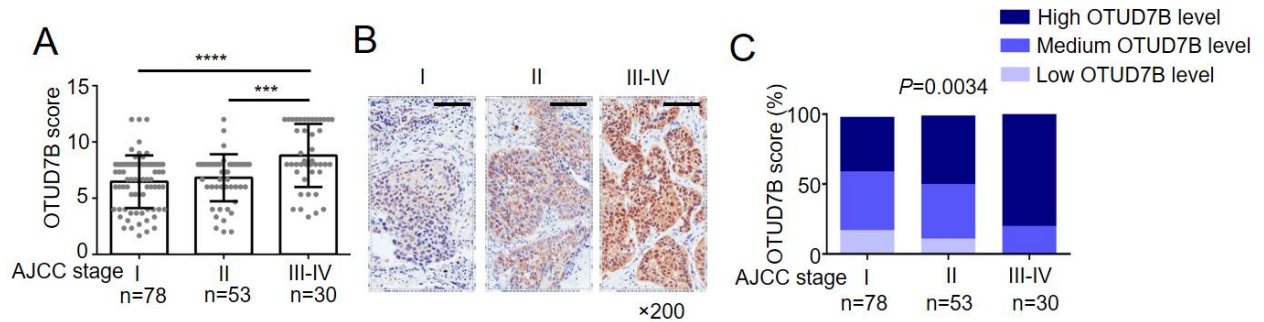 A
****
***
OTUD7B score
15
10
5
0
AJCC stage I II III-IV
n=78 n=53 n=30
B
I II III-IV
×200
C
High OTUD7B level
Medium OTUD7B level
Low OTUD7B level
P=0.0034
OTUD7B score (%)
100
50
0
AJCC stage I II III-IV
n=78 n=53 n=30